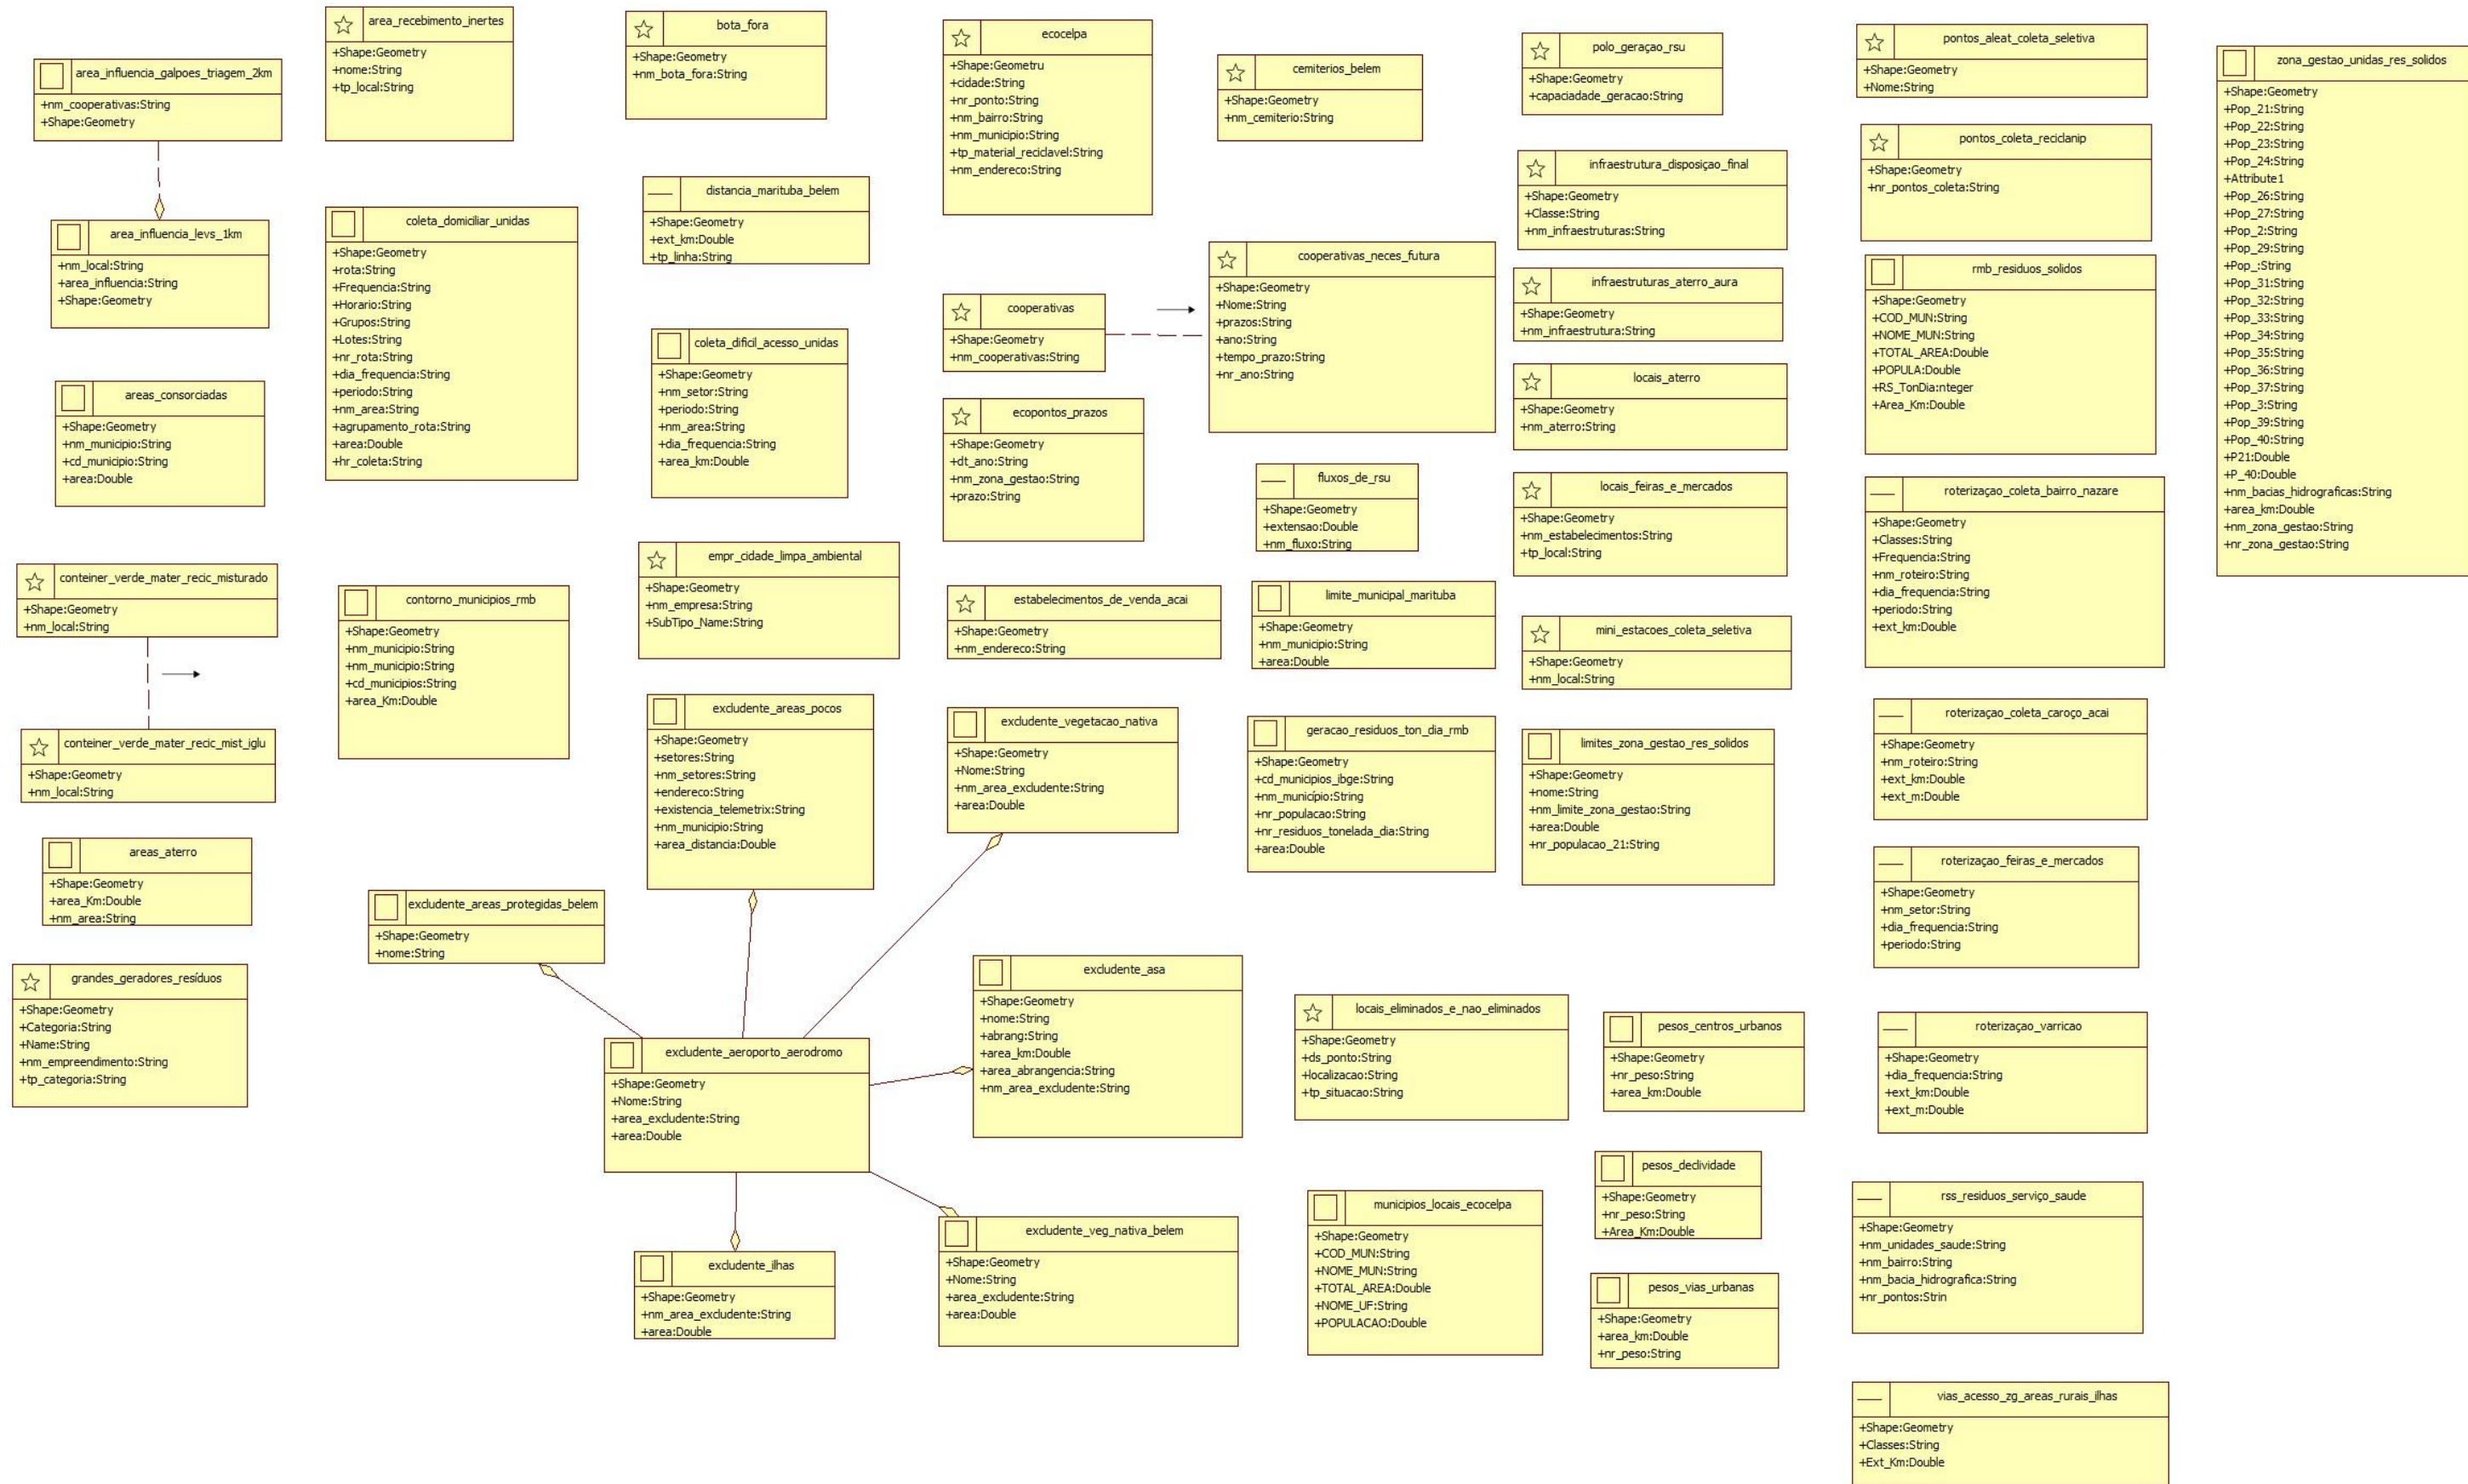 area_influencia_galpoes_triagem_2km
+nm_cooperativas:String
+Shape:Geometry
area_influencia_levs_1km
+nm_local:String
+area_influencia:String
+Shape:Geometry
areas_consorciadas
+Shape:Geometry
+nm_municipio:String
+cd_municipio:String
+area:Double
conteiner_verde_mater_recic_misturado
+Shape:Geometry
+nm_local:String
conteiner_verde_mater_recic_mist_iglu
+Shape:Geometry
+nm_local:String
areas_aterro
+Shape:Geometry
+area_Km:Double
+nm_area:String
grandes_geradores_resíduos
+Shape:Geometry
+Categoria:String
+Name:String
+nm_empreendimento:String
+tp_categoria:String
area_recebimento_inertes
+Shape:Geometry
+nome:String
+tp_local:String
coleta_domiciliar_unidas
+Shape:Geometry
+rota:String
+Frequencia:String
+Horario:String
+Grupos:String
+Lotes:String
+nr_rota:String
+dia_frequencia:String
+periodo:String
+nm_area:String
+agrupamento_rota:String
+area:Double
+hr_coleta:String
contorno_municipios_rmb
+Shape:Geometry
+nm_municipio:String
+nm_municipio:String
+cd_municipios:String
+area_Km:Double
excludente_areas_protegidas_belem
+Shape:Geometry
+nome:String
bota_fora
+Shape:Geometry
+nm_bota_fora:String
distancia_marituba_belem
+Shape:Geometry
+ext_km:Double
+tp_linha:String
coleta_dificil_acesso_unidas
+Shape:Geometry
+nm_setor:String
+periodo:String
+nm_area:String
+dia_frequencia:String
+area_km:Double
empr_cidade_limpa_ambiental
+Shape:Geometry
+nm_empresa:String
+SubTipo_Name:String
excludente_areas_pocos
+Shape:Geometry
+setores:String
+nm_setores:String
+endereco:String
+existencia_telemetrix:String
+nm_municipio:String
+area_distancia:Double
excludente_aeroporto_aerodromo
+Shape:Geometry
+Nome:String
+area_excludente:String
+area:Double
excludente_ilhas
+Shape:Geometry
+nm_area_excludente:String
+area:Double
ecocelpa
+Shape:Geometru
+cidade:String
+nr_ponto:String
+nm_bairro:String
+nm_municipio:String
+tp_material_reciclavel:String
+nm_endereco:String
cooperativas
+Shape:Geometry
+nm_cooperativas:String
ecopontos_prazos
+Shape:Geometry
+dt_ano:String
+nm_zona_gestao:String
+prazo:String
estabelecimentos_de_venda_acai
+Shape:Geometry
+nm_endereco:String
excludente_vegetacao_nativa
+Shape:Geometry
+Nome:String
+nm_area_excludente:String
+area:Double
excludente_asa
+Shape:Geometry
+nome:String
+abrang:String
+area_km:Double
+area_abrangencia:String
+nm_area_excludente:String
excludente_veg_nativa_belem
+Shape:Geometry
+Nome:String
+area_excludente:String
+area:Double
cemiterios_belem
+Shape:Geometry
+nm_cemiterio:String
cooperativas_neces_futura
+Shape:Geometry
+Nome:String
+prazos:String
+ano:String
+tempo_prazo:String
+nr_ano:String
fluxos_de_rsu
+Shape:Geometry
+extensao:Double
+nm_fluxo:String
limite_municipal_marituba
+Shape:Geometry
+nm_municipio:String
+area:Double
geracao_residuos_ton_dia_rmb
+Shape:Geometry
+cd_municipios_ibge:String
+nm_município:String
+nr_populacao:String
+nr_residuos_tonelada_dia:String
+area:Double
locais_eliminados_e_nao_eliminados
+Shape:Geometry
+ds_ponto:String
+localizacao:String
+tp_situacao:String
municipios_locais_ecocelpa
+Shape:Geometry
+COD_MUN:String
+NOME_MUN:String
+TOTAL_AREA:Double
+NOME_UF:String
+POPULACAO:Double
polo_geraçao_rsu
+Shape:Geometry
+capaciadade_geracao:String
infraestrutura_disposiçao_final
+Shape:Geometry
+Classe:String
+nm_infraestruturas:String
infraestruturas_aterro_aura
+Shape:Geometry
+nm_infraestrutura:String
locais_aterro
+Shape:Geometry
+nm_aterro:String
locais_feiras_e_mercados
+Shape:Geometry
+nm_estabelecimentos:String
+tp_local:String
mini_estacoes_coleta_seletiva
+Shape:Geometry
+nm_local:String
limites_zona_gestao_res_solidos
+Shape:Geometry
+nome:String
+nm_limite_zona_gestao:String
+area:Double
+nr_populacao_21:String
pesos_centros_urbanos
+Shape:Geometry
+nr_peso:String
+area_km:Double
pesos_declividade
+Shape:Geometry
+nr_peso:String
+Area_Km:Double
pesos_vias_urbanas
+Shape:Geometry
+area_km:Double
+nr_peso:String
pontos_aleat_coleta_seletiva
+Shape:Geometry
+Nome:String
pontos_coleta_reciclanip
+Shape:Geometry
+nr_pontos_coleta:String
rmb_residuos_solidos
+Shape:Geometry
+COD_MUN:String
+NOME_MUN:String
+TOTAL_AREA:Double
+POPULA:Double
+RS_TonDia:nteger
+Area_Km:Double
roterizaçao_coleta_bairro_nazare
+Shape:Geometry
+Classes:String
+Frequencia:String
+nm_roteiro:String
+dia_frequencia:String
+periodo:String
+ext_km:Double
roterizaçao_coleta_caroço_acai
+Shape:Geometry
+nm_roteiro:String
+ext_km:Double
+ext_m:Double
roterizaçao_feiras_e_mercados
+Shape:Geometry
+nm_setor:String
+dia_frequencia:String
+periodo:String
roterizaçao_varricao
+Shape:Geometry
+dia_frequencia:String
+ext_km:Double
+ext_m:Double
rss_residuos_serviço_saude
+Shape:Geometry
+nm_unidades_saude:String
+nm_bairro:String
+nm_bacia_hidrografica:String
+nr_pontos:Strin
vias_acesso_zg_areas_rurais_ilhas
+Shape:Geometry
+Classes:String
+Ext_Km:Double
zona_gestao_unidas_res_solidos
+Shape:Geometry
+Pop_21:String
+Pop_22:String
+Pop_23:String
+Pop_24:String
+Attribute1
+Pop_26:String
+Pop_27:String
+Pop_2:String
+Pop_29:String
+Pop_:String
+Pop_31:String
+Pop_32:String
+Pop_33:String
+Pop_34:String
+Pop_35:String
+Pop_36:String
+Pop_37:String
+Pop_3:String
+Pop_39:String
+Pop_40:String
+P21:Double
+P_40:Double
+nm_bacias_hidrograficas:String
+area_km:Double
+nm_zona_gestao:String
+nr_zona_gestao:String